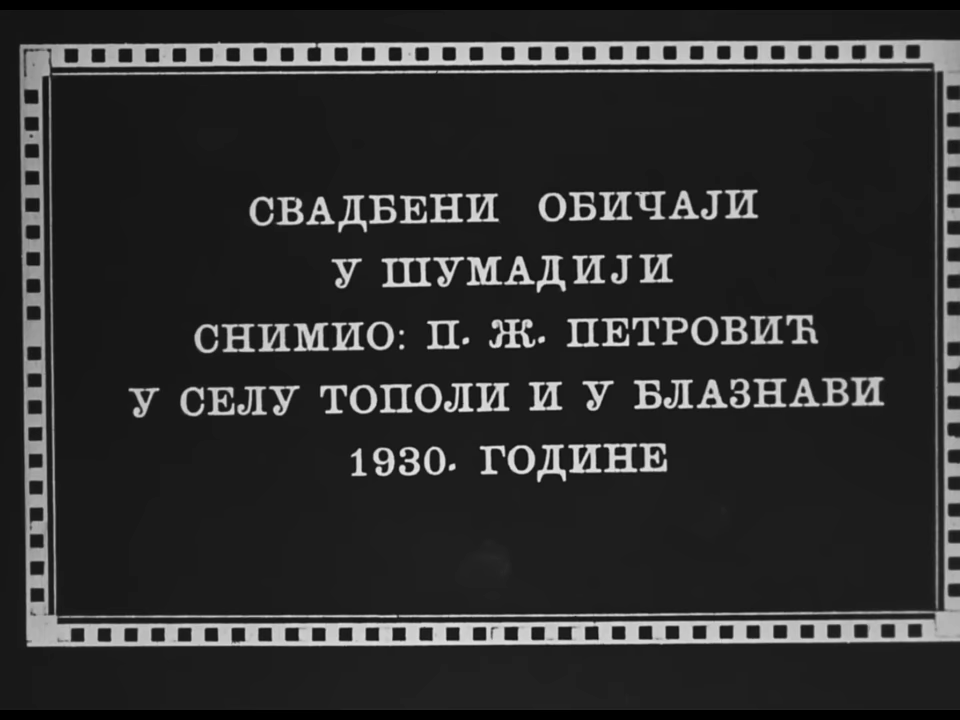 СВАДБЕНИ ОБИЧАЈИ
У ШУМАДИЈИ
СНИМИО: П. Ж. ПЕТРОВИЋ
У СЕЛУ ТОПОЛИ И У БЛАЗНАВИ
1930. ГОДИНЕ